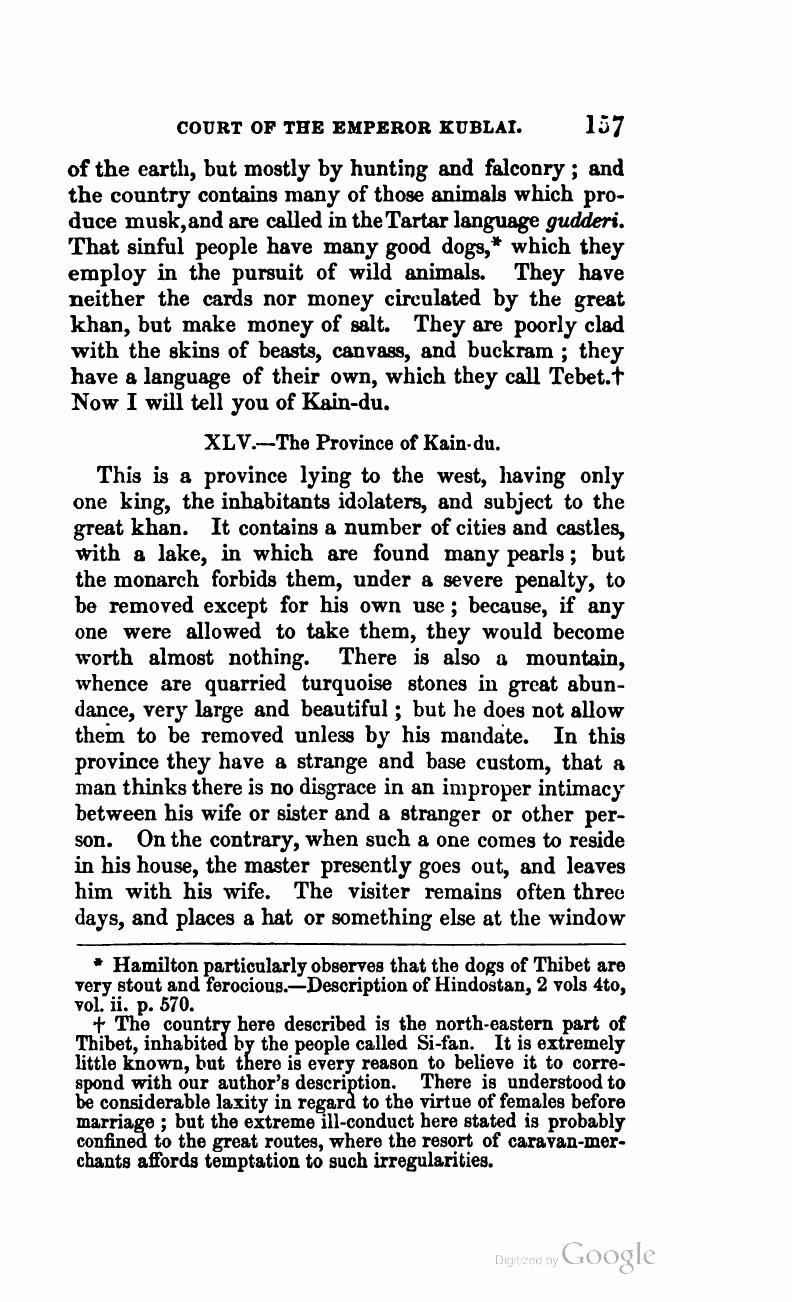 COURT OF THE EMPEROR KUBLAI. 157
of the earth, but mostly by hunting and falconry ; and
the country contains many of those animals which pro-
duce musk,and are called in the Tartar language gudderi.
That sinful people have many good dogs,* which they
employ in the pursuit of wild animals. They have
neither the cards nor money circulated by the great
khan, but make money of salt. They are poorly clad
with the skins of beasts, canvass, and buckram ; they
have a language of their own, which they call Tebet.†
Now I will tell you of Kain-du.
XLV.—The Province of Kain-du.
This is a province lying to the west, having only
one king, the inhabitants idolaters, and subject to the
great khan. It contains a number of cities and castles,
with a lake, in which are found many pearls ; but
the monarch forbids them, under a severe penalty, to
be removed except for his own use ; because, if any
one were allowed to take them, they would become
worth almost nothing. There is also a mountain,
whence are quarried turquoise stones in great abun-
dance, very large and beautiful ; but he does not allow
them to be removed unless by his mandate. In this
province they have a strange and base custom, that a
man thinks there is no disgrace in an improper intimacy
between his wife or sister and a stranger or other per-
son. On the contrary, when such a one comes to reside
in his house, the master presently goes out, and leaves
him with his wife. The visiter remains often three
days, and places a hat or something else at the window
* Hamilton particularly observes that the dogs of Thibet are
very stout and ferocious.—Description of Hindostan, 2 vols 4to,
vol. ii. p. 570.
† The country here described is the north-eastern part of
Thibet, inhabited by the people called Si-fan. It is extremely
little known, but there is every reason to believe it to corre-
spond with our author's description. There is understood to
be considerable laxity in regard to the virtue of females before
marriage ; but the extreme ill-conduct here stated is probably
confined to the great routes, where the resort of caravan-mer-
chants affords temptation to such irregularities.
Digitized by Google